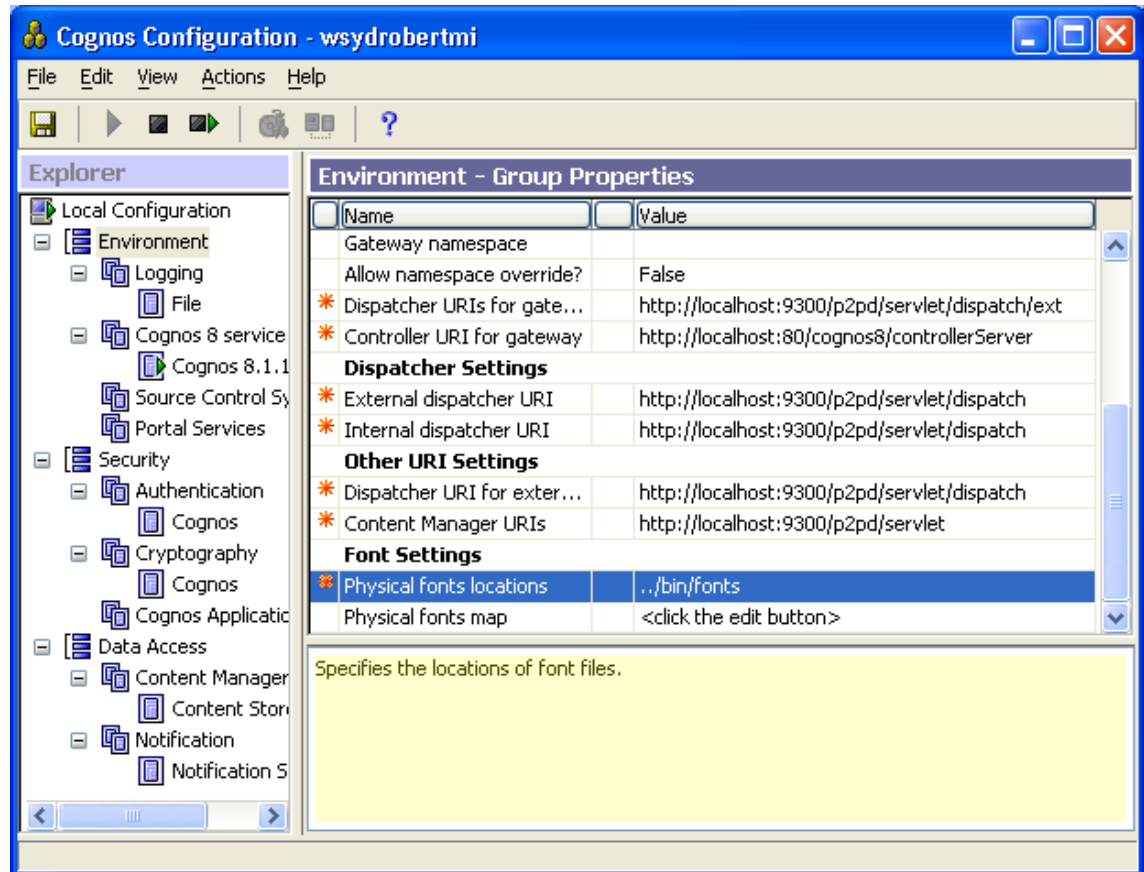 Cognos Configuration - wsydrobertmi
File Edit View Actions Help
?
Explorer
Local Configuration
Environment
Logging
File
Cognos 8 service
Cognos 8.1.1
Source Control Sy
Portal Services
Security
Authentication
Cognos
Cryptography
Cognos
Cognos Applicatic
Data Access
Content Manager
Content Stor
Notification
Notification S
Environment - Group Properties
Name Value
Gateway namespace
Allow namespace override? False
Dispatcher URIs for gate... http://localhost:9300/p2pd/servlet/dispatch/ext
Controller URI for gateway http://localhost:80/cognos8/controllerServer
Dispatcher Settings
External dispatcher URI http://localhost:9300/p2pd/servlet/dispatch
Internal dispatcher URI http://localhost:9300/p2pd/servlet/dispatch
Other URI Settings
Dispatcher URI for exter... http://localhost:9300/p2pd/servlet/dispatch
Content Manager URIs http://localhost:9300/p2pd/servlet
Font Settings
Physical fonts locations ../bin/fonts
Physical fonts map <click the edit button>
Specifies the locations of font files.